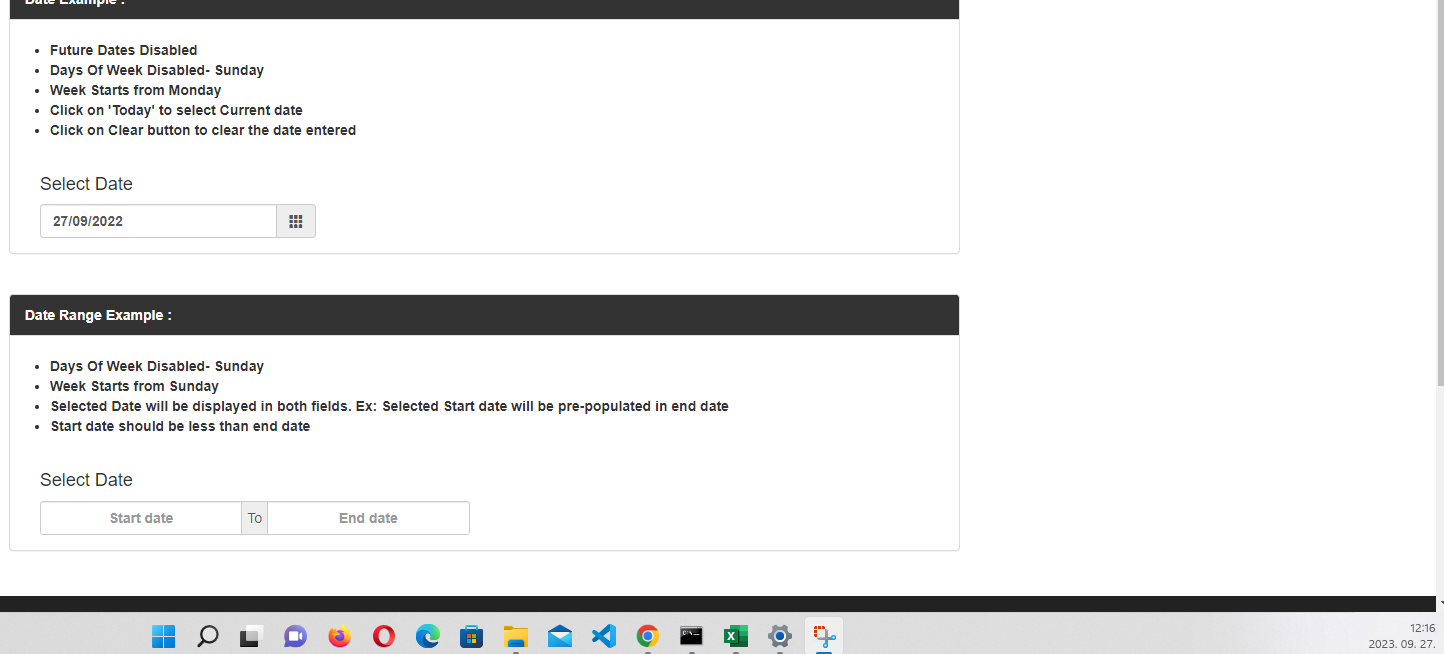 Date Example :
Future Dates Disabled
Days Of Week Disabled- Sunday
Week Starts from Monday
Click on 'Today' to select Current date
Click on Clear button to clear the date entered
Select Date
27/09/2022
Date Range Example :
Days Of Week Disabled- Sunday
Week Starts from Sunday
Selected Date will be displayed in both fields. Ex: Selected Start date will be pre-populated in end date
Start date should be less than end date
Select Date
Start date To End date
12:16
2023. 09. 27.